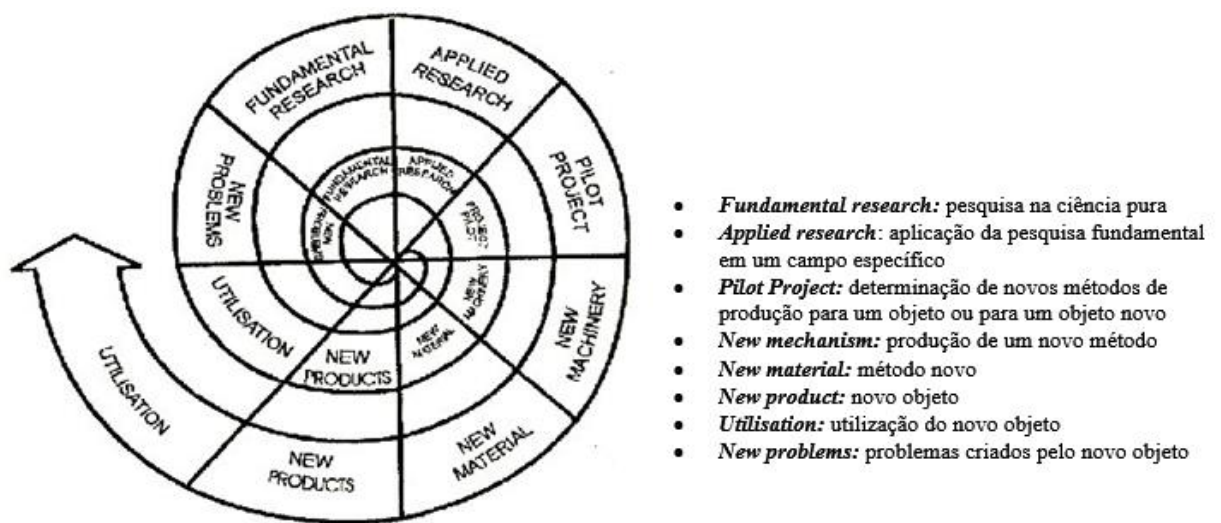 FUNDAMENTAL
RESEARCH
APPLIED
RESEARCH
PILOT
PROJECT
NEW
MACHINERY
NEW
MATERIAL
NEW
PRODUCTS
UTILISATION
NEW
PROBLEMS
FUNDAMENTAL
RESEARCH
APPLIED
RESEARCH
PROJECT
PILOT
NEW
MACHINERY
NEW
MATERIAL
NEW
PRODUCTS
UTILISATION
NEW
PROBLEMS
• Fundamental research: pesquisa na ciência pura
• Applied research: aplicação da pesquisa fundamental
em um campo específico
• Pilot Project: determinação de novos métodos de
produção para um objeto ou para um objeto novo
• New mechanism: produção de um novo método
• New material: método novo
• New product: novo objeto
• Utilisation: utilização do novo objeto
• New problems: problemas criados pelo novo objeto